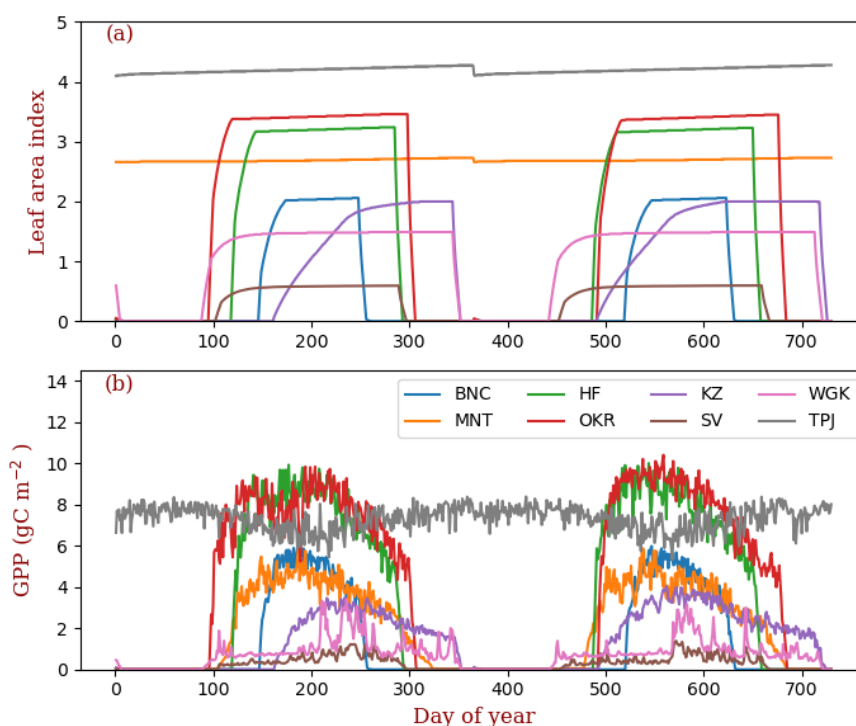 (a)
5
4
3
2
1
0
Leaf area index
0 100 200 300 400 500 600 700
(b)
14
12
10
8
6
4
2
0
GPP (gC m⁻²)
BNC HF KZ WGK
MNT OKR SV TPJ
0 100 200 300 400 500 600 700
Day of year